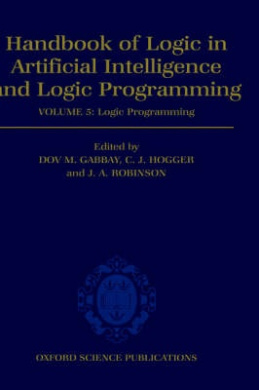 Handbook of Logic in
Artificial Intelligence
and Logic Programming
VOLUME 5: Logic Programming
Edited by
DOV M. GABBAY, C. J. HOGGER
and J. A. ROBINSON
OXFORD SCIENCE PUBLICATIONS